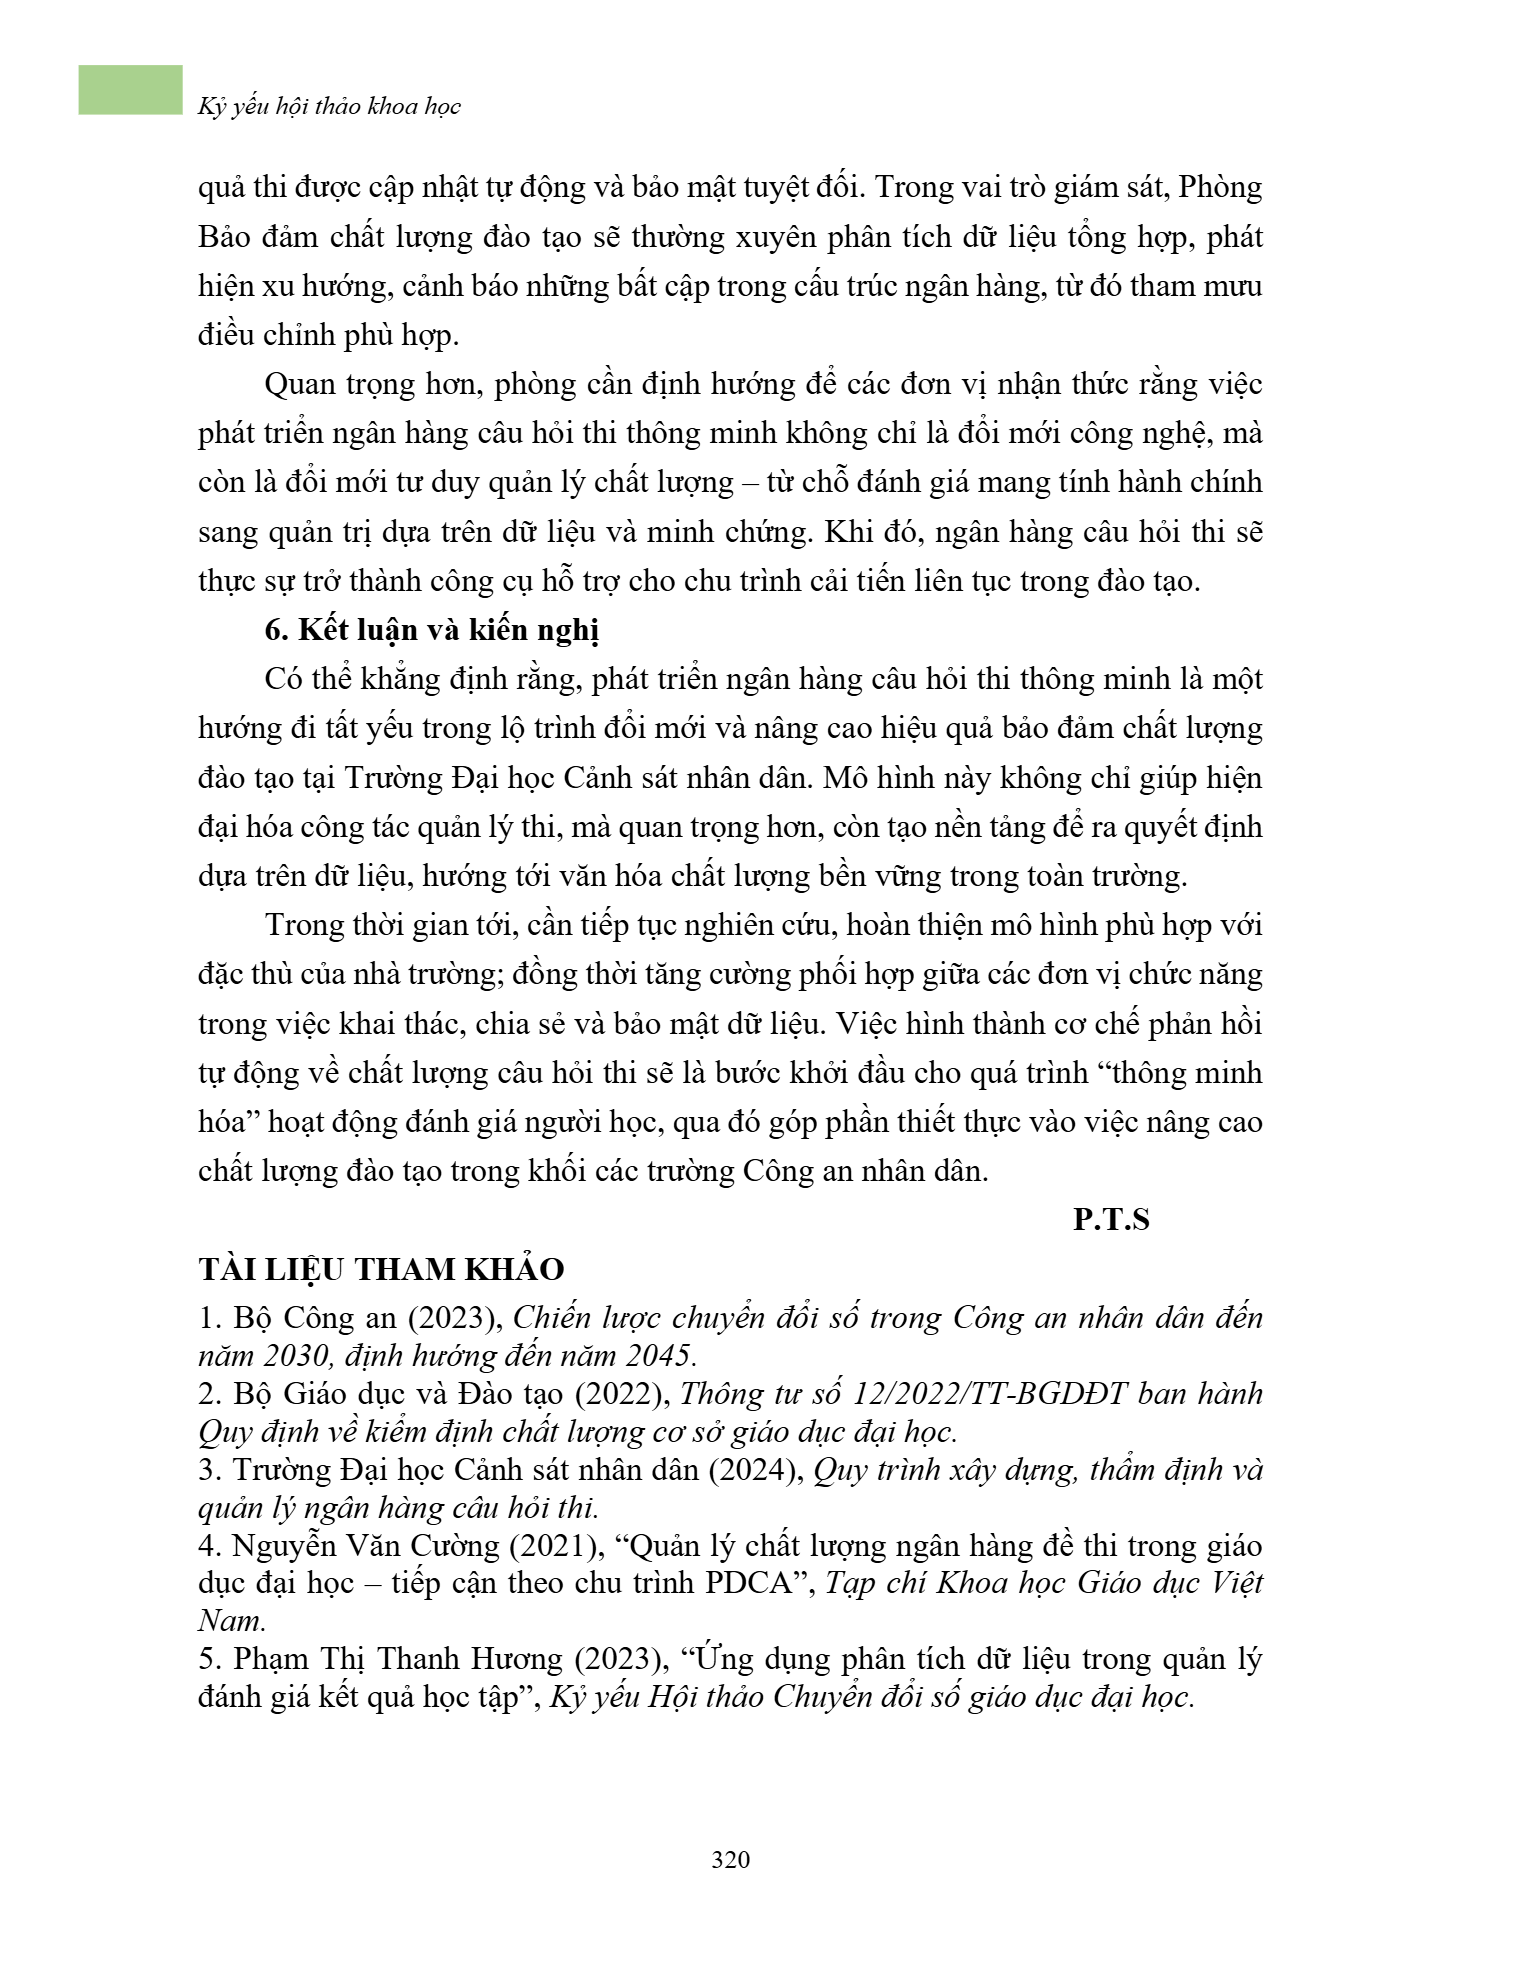 Kỷ yếu hội thảo khoa học
quả thi được cập nhật tự động và bảo mật tuyệt đối. Trong vai trò giám sát, Phòng
Bảo đảm chất lượng đào tạo sẽ thường xuyên phân tích dữ liệu tổng hợp, phát
hiện xu hướng, cảnh báo những bất cập trong cấu trúc ngân hàng, từ đó tham mưu
điều chỉnh phù hợp.
Quan trọng hơn, phòng cần định hướng để các đơn vị nhận thức rằng việc
phát triển ngân hàng câu hỏi thi thông minh không chỉ là đổi mới công nghệ, mà
còn là đổi mới tư duy quản lý chất lượng – từ chỗ đánh giá mang tính hành chính
sang quản trị dựa trên dữ liệu và minh chứng. Khi đó, ngân hàng câu hỏi thi sẽ
thực sự trở thành công cụ hỗ trợ cho chu trình cải tiến liên tục trong đào tạo.
6. Kết luận và kiến nghị
Có thể khẳng định rằng, phát triển ngân hàng câu hỏi thi thông minh là một
hướng đi tất yếu trong lộ trình đổi mới và nâng cao hiệu quả bảo đảm chất lượng
đào tạo tại Trường Đại học Cảnh sát nhân dân. Mô hình này không chỉ giúp hiện
đại hóa công tác quản lý thi, mà quan trọng hơn, còn tạo nền tảng để ra quyết định
dựa trên dữ liệu, hướng tới văn hóa chất lượng bền vững trong toàn trường.
Trong thời gian tới, cần tiếp tục nghiên cứu, hoàn thiện mô hình phù hợp với
đặc thù của nhà trường; đồng thời tăng cường phối hợp giữa các đơn vị chức năng
trong việc khai thác, chia sẻ và bảo mật dữ liệu. Việc hình thành cơ chế phản hồi
tự động về chất lượng câu hỏi thi sẽ là bước khởi đầu cho quá trình “thông minh
hóa” hoạt động đánh giá người học, qua đó góp phần thiết thực vào việc nâng cao
chất lượng đào tạo trong khối các trường Công an nhân dân.
P.T.S
TÀI LIỆU THAM KHẢO
1. Bộ Công an (2023), Chiến lược chuyển đổi số trong Công an nhân dân đến
năm 2030, định hướng đến năm 2045.
2. Bộ Giáo dục và Đào tạo (2022), Thông tư số 12/2022/TT-BGDĐT ban hành
Quy định về kiểm định chất lượng cơ sở giáo dục đại học.
3. Trường Đại học Cảnh sát nhân dân (2024), Quy trình xây dựng, thẩm định và
quản lý ngân hàng câu hỏi thi.
4. Nguyễn Văn Cường (2021), “Quản lý chất lượng ngân hàng đề thi trong giáo
dục đại học – tiếp cận theo chu trình PDCA”, Tạp chí Khoa học Giáo dục Việt
Nam.
5. Phạm Thị Thanh Hương (2023), “Ứng dụng phân tích dữ liệu trong quản lý
đánh giá kết quả học tập”, Kỷ yếu Hội thảo Chuyển đổi số giáo dục đại học.
320